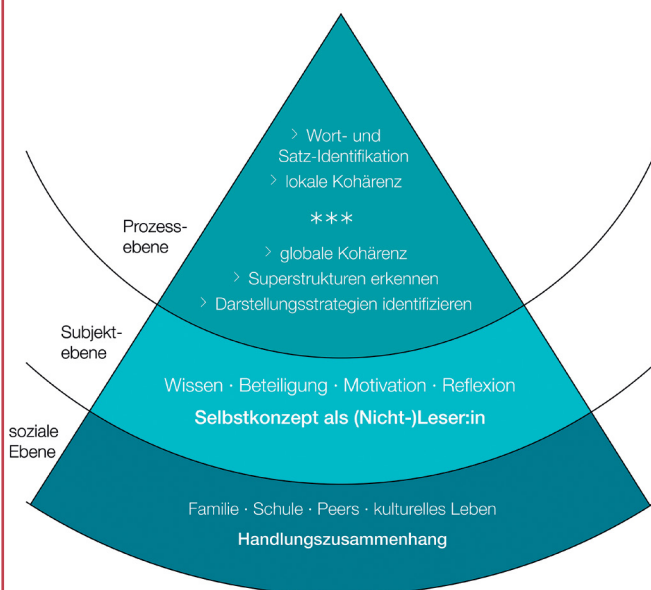 > Wort- und
Satz-Identifikation
> lokale Kohärenz
***
> globale Kohärenz
> Superstrukturen erkennen
> Darstellungsstrategien identifizieren
Prozess-
ebene
Wissen · Beteiligung · Motivation · Reflexion
Selbstkonzept als (Nicht-)Leser:in
Subjekt-
ebene
Familie · Schule · Peers · kulturelles Leben
Handlungszusammenhang
soziale
Ebene